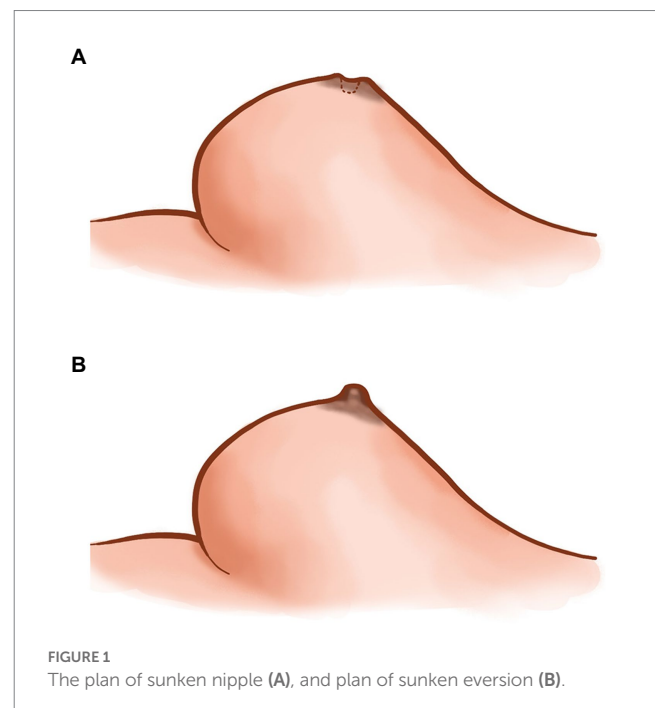 A
B
FIGURE 1
The plan of sunken nipple (A), and plan of sunken eversion (B).